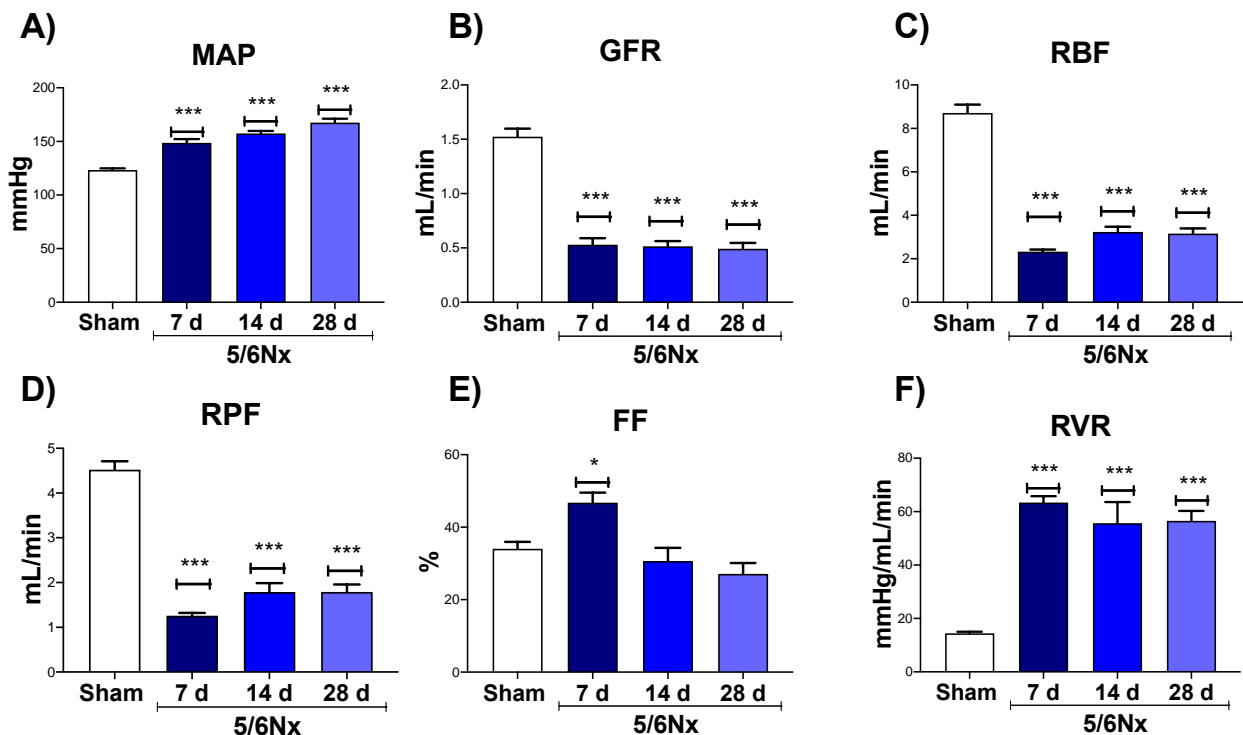 A)
MAP
mmHg
200
150
100
50
0
***
***
***
Sham
7 d
14 d
28 d
5/6Nx
B)
GFR
mL/min
2.0
1.5
1.0
0.5
0.0
***
***
***
Sham
7 d
14 d
28 d
5/6Nx
C)
RBF
mL/min
10
8
6
4
2
0
***
***
***
Sham
7 d
14 d
28 d
5/6Nx
D)
RPF
mL/min
5
4
3
2
1
0
***
***
***
Sham
7 d
14 d
28 d
5/6Nx
E)
FF
%
60
40
20
0
*
Sham
7 d
14 d
28 d
5/6Nx
F)
RVR
mmHg/mL/min
80
60
40
20
0
***
***
***
Sham
7 d
14 d
28 d
5/6Nx